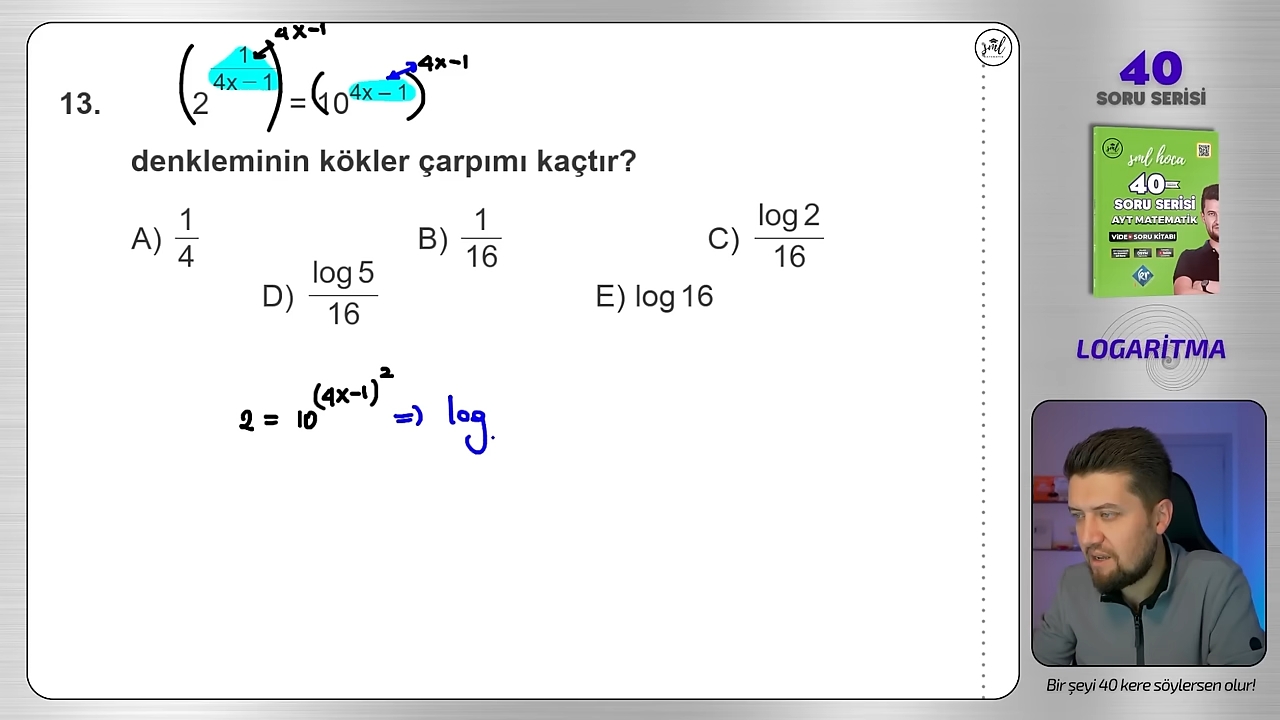 4x-1
13. (2^(1/(4x – 1))) = (10^(4x – 1)) 4x-1
denkleminin kökler çarpımı kaçtır?
A) 1/4 B) 1/16 C) log 2/16
D) log 5/16 E) log 16
2 = 10^(4x-1)^2 => log
sml
40
SORU SERİSİ
sml hoca
40
SORU SERİSİ
AYT MATEMATİK
VİDEO SORU KİTABI
LOGARİTMA
Bir şeyi 40 kere söylersen olur!